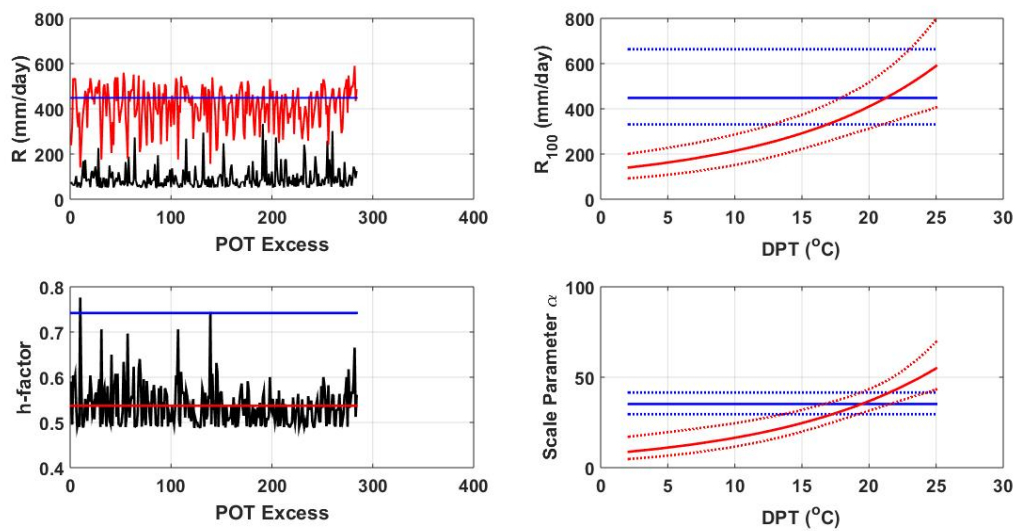 800
600
400
200
0
R (mm/day)
0 100 200 300 400
POT Excess
800
600
400
200
0
R100 (mm/day)
0 5 10 15 20 25 30
DPT (oC)
0.8
0.7
0.6
0.5
0.4
h-factor
0 100 200 300 400
POT Excess
100
50
0
Scale Parameter α
0 5 10 15 20 25 30
DPT (oC)